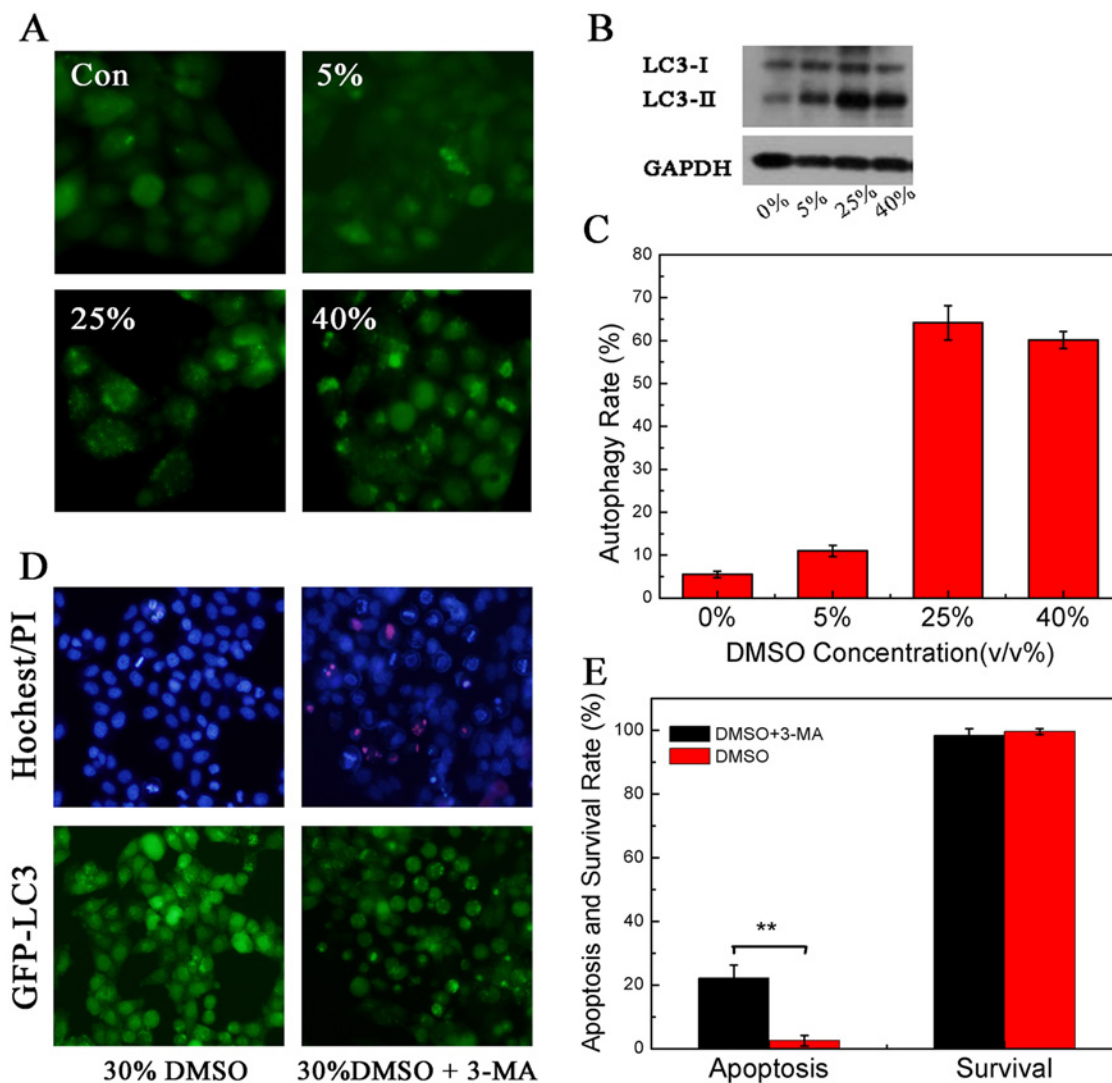 A
Con
5%
25%
40%
B
LC3-I
LC3-II
GAPDH
0% 5% 25% 40%
C
Autophagy Rate (%)
80
70
60
50
40
30
20
10
0
0% 5% 25% 40%
DMSO Concentration(v/v%)
D
Hochest/PI
GFP-LC3
30% DMSO
30%DMSO + 3-MA
E
Apoptosis and Survival Rate (%)
100
80
60
40
20
0
DMSO+3-MA
DMSO
**
Apoptosis Survival